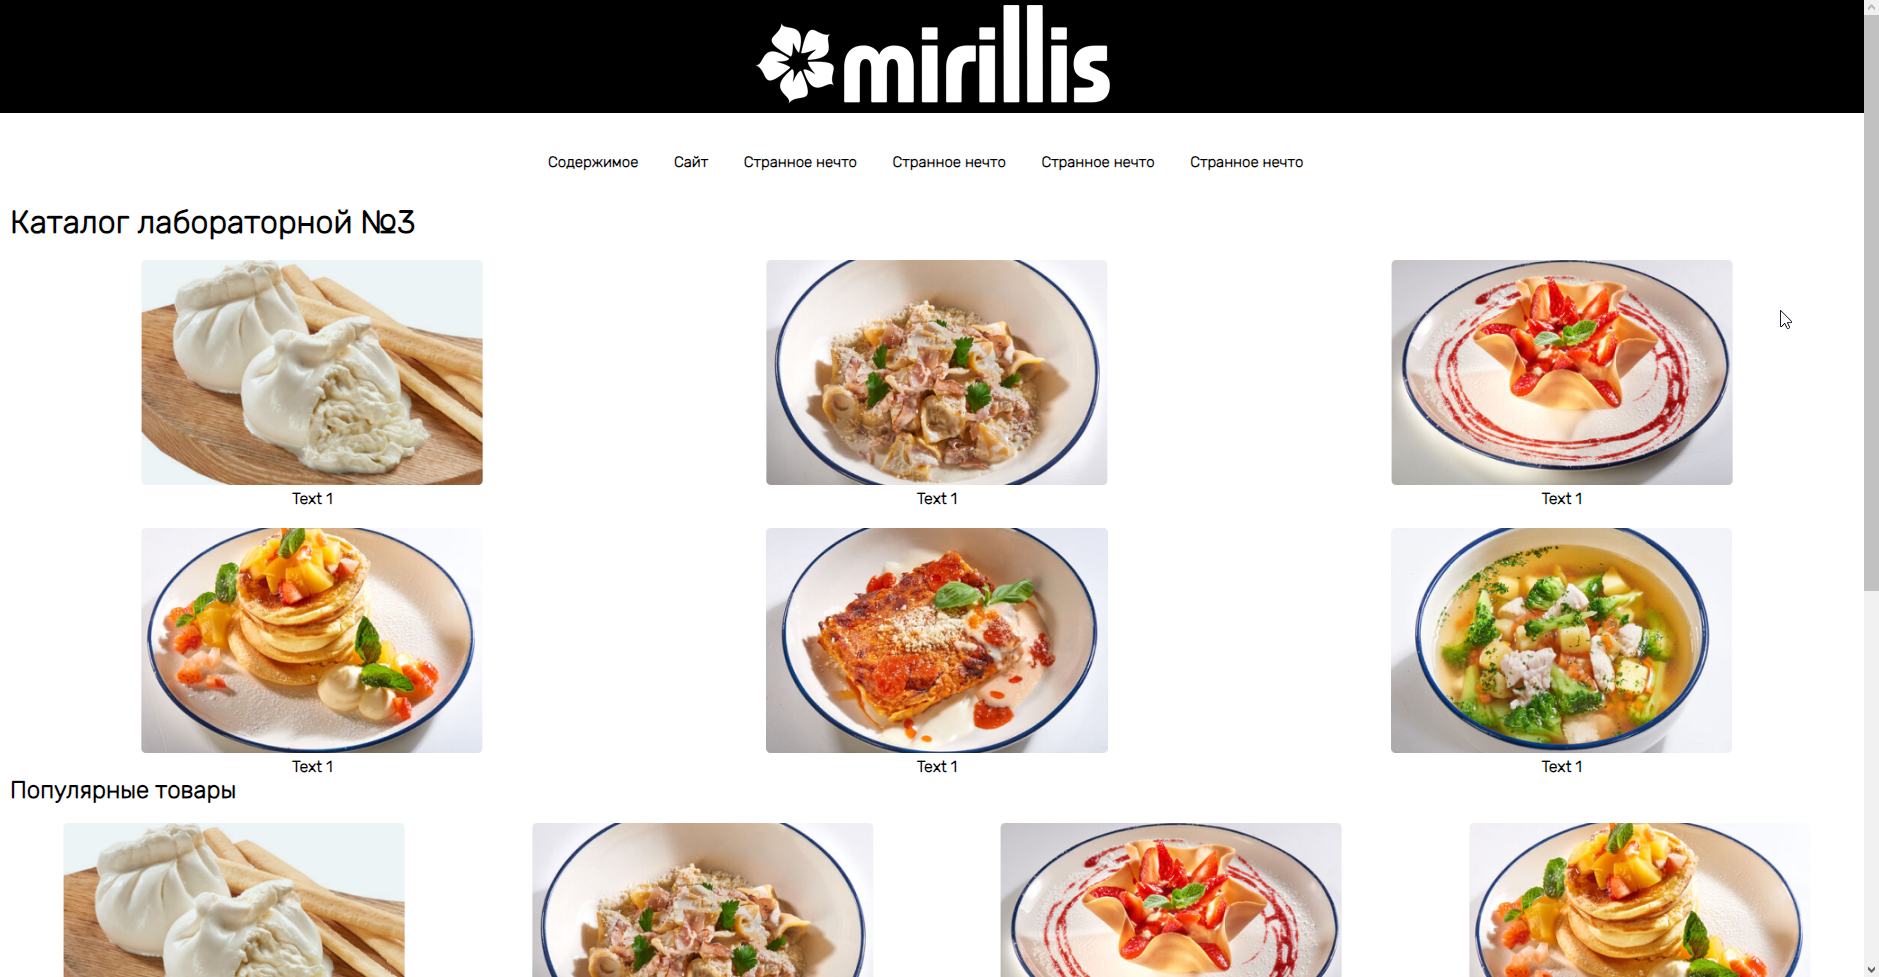 mirillis
Содержимое Сайт Странное нечто Странное нечто Странное нечто Странное нечто
Каталог лабораторной №3
Text 1 Text 1 Text 1
Text 1 Text 1 Text 1
Популярные товары